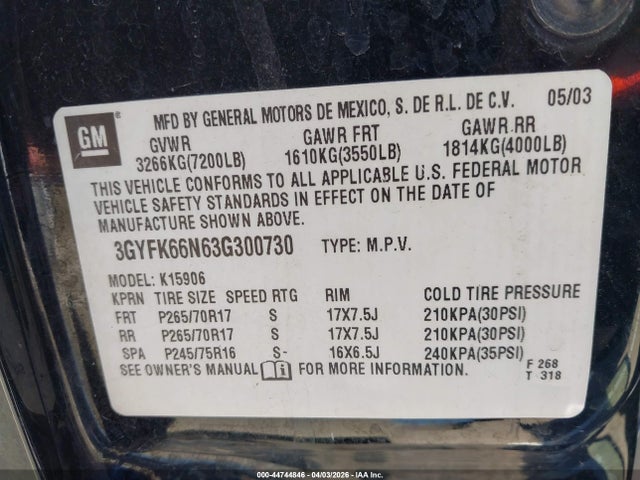 GM ®
MFD BY GENERAL MOTORS DE MEXICO, S. DE R.L. DE C.V. 05/03
GVWR GAWR FRT GAWR RR
3266KG(7200LB) 1610KG(3550LB) 1814KG(4000LB)
THIS VEHICLE CONFORMS TO ALL APPLICABLE U.S. FEDERAL MOTOR
VEHICLE SAFETY STANDARDS IN EFFECT ON THE DATE OF
MANUFACTURE SHOWN ABOVE.
3GYFK66N63G300730 TYPE: M.P.V.
MODEL: K15906
KPRN TIRE SIZE SPEED RTG RIM COLD TIRE PRESSURE
FRT P265/70R17 S 17X7.5J 210KPA(30PSI)
RR P265/70R17 S 17X7.5J 210KPA(30PSI)
SPA P245/75R16 S- 16X6.5J 240KPA(35PSI)
SEE OWNER'S MANUAL i FOR MORE INFORMATION.
F 268
T 318
000-44744846 - 04/03/2026 - IAA Inc.